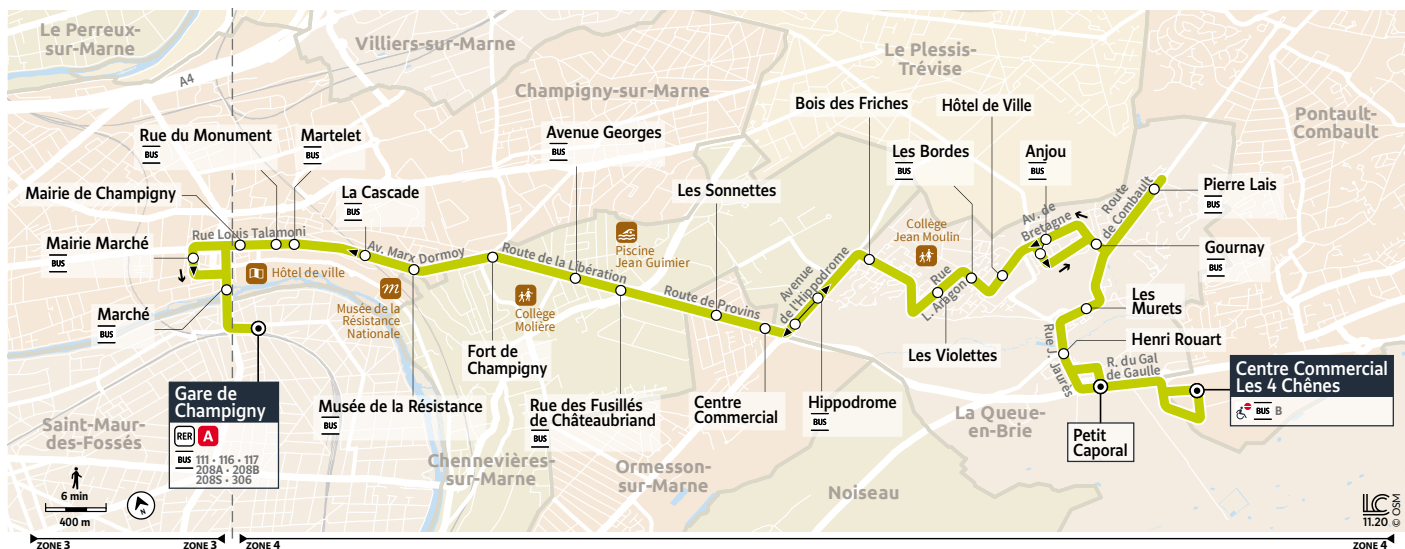 Le Perreux-
sur-Marne
Villiers-sur-Marne
Le Plessis-
Trévise
A4
Champigny-sur-Marne
Pontault-
Combault
Bois des Friches
Hôtel de Ville
Rue du Monument
BUS
Martelet
BUS
Avenue Georges
BUS
Les Bordes
BUS
Anjou
BUS
Mairie de Champigny
La Cascade
BUS
Les Sonnettes
Pierre Lais
BUS
Route
de Combault
Av. de
Bretagne
Collège
Jean Moulin
Rue Louis Talamoni
Mairie Marché
BUS
Av. Marx Dormoy
Route de la Libération
Piscine
Jean Guimier
Gournay
BUS
Hôtel de ville
Avenue
de l'Hippodrome
Rue
L. Aragon
Musée de la
Résistance
Nationale
Collège
Molière
Route de Provins
Marché
BUS
Les
Murets
Fort de
Champigny
Les Violettes
Rue J. Jaurès
Henri Rouart
R. du Gal
de Gaulle
Centre Commercial
Les 4 Chênes
BUS B
Gare de
Champigny
RER A
BUS 111 • 116 • 117
208A • 208B
208S • 306
Musée de la Résistance
BUS
Rue des Fusillés
de Châteaubriand
BUS
Centre
Commercial
Hippodrome
BUS
La Queue-
en-Brie
Petit
Caporal
Saint-Maur-
des-Fossés
Chennevières-
sur-Marne
Ormesson-
sur-Marne
Noiseau
6 min
400 m
N
LC
11.20 © OSM
ZONE 3
ZONE 3
ZONE 4
ZONE 4